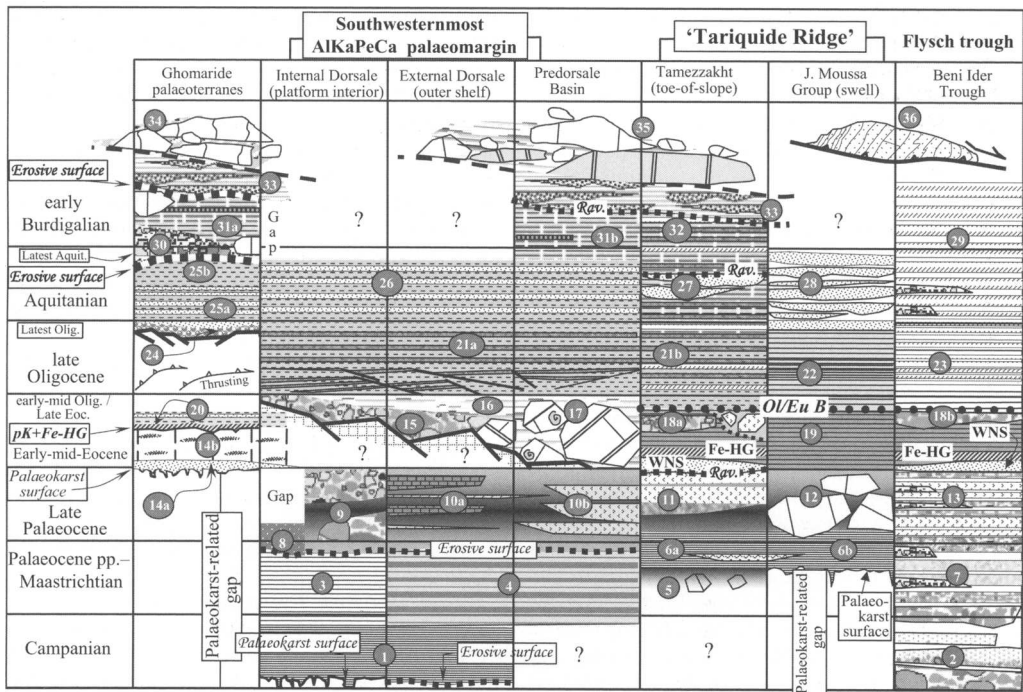 Southwesternmost
AlKaPeCa palaeomargin
‘Tariquide Ridge’
Flysch trough
Ghomaride
palaeoterranes
Internal Dorsale
(platform interior)
External Dorsale
(outer shelf)
Predorsale
Basin
Tamezzakht
(toe-of-slope)
J. Moussa
Group (swell)
Beni Ider
Trough
34
35
36
Erosive surface
33
early
Burdigalian
31a
Gap
?
?
Rav.
31b
32
33
?
29
30
Latest Aquit.
Erosive surface
25b
Aquitanian
25a
26
Rav.
27
28
Latest Olig.
late
Oligocene
24
Thrusting
21a
21b
22
23
early-mid Olig. /
Late Eoc.
20
16
17
Ol/Eu B
18a
18b
pK+Fe-HG
15
19
WNS
Early-mid-Eocene
14b
?
?
Fe-HG
Fe-HG
WNS
Rav.
Palaeokarst
surface
14a
Late
Palaeocene
Gap
9
10a
10b
11
12
13
8
Erosive surface
6a
6b
Palaeocene pp.–
Maastrichtian
3
4
5
7
Palaeokarst-related
gap
Palaeo-
karst
surface
Palaeokarst-related
gap
Campanian
Palaeokarst surface
1
Erosive surface
?
?
2